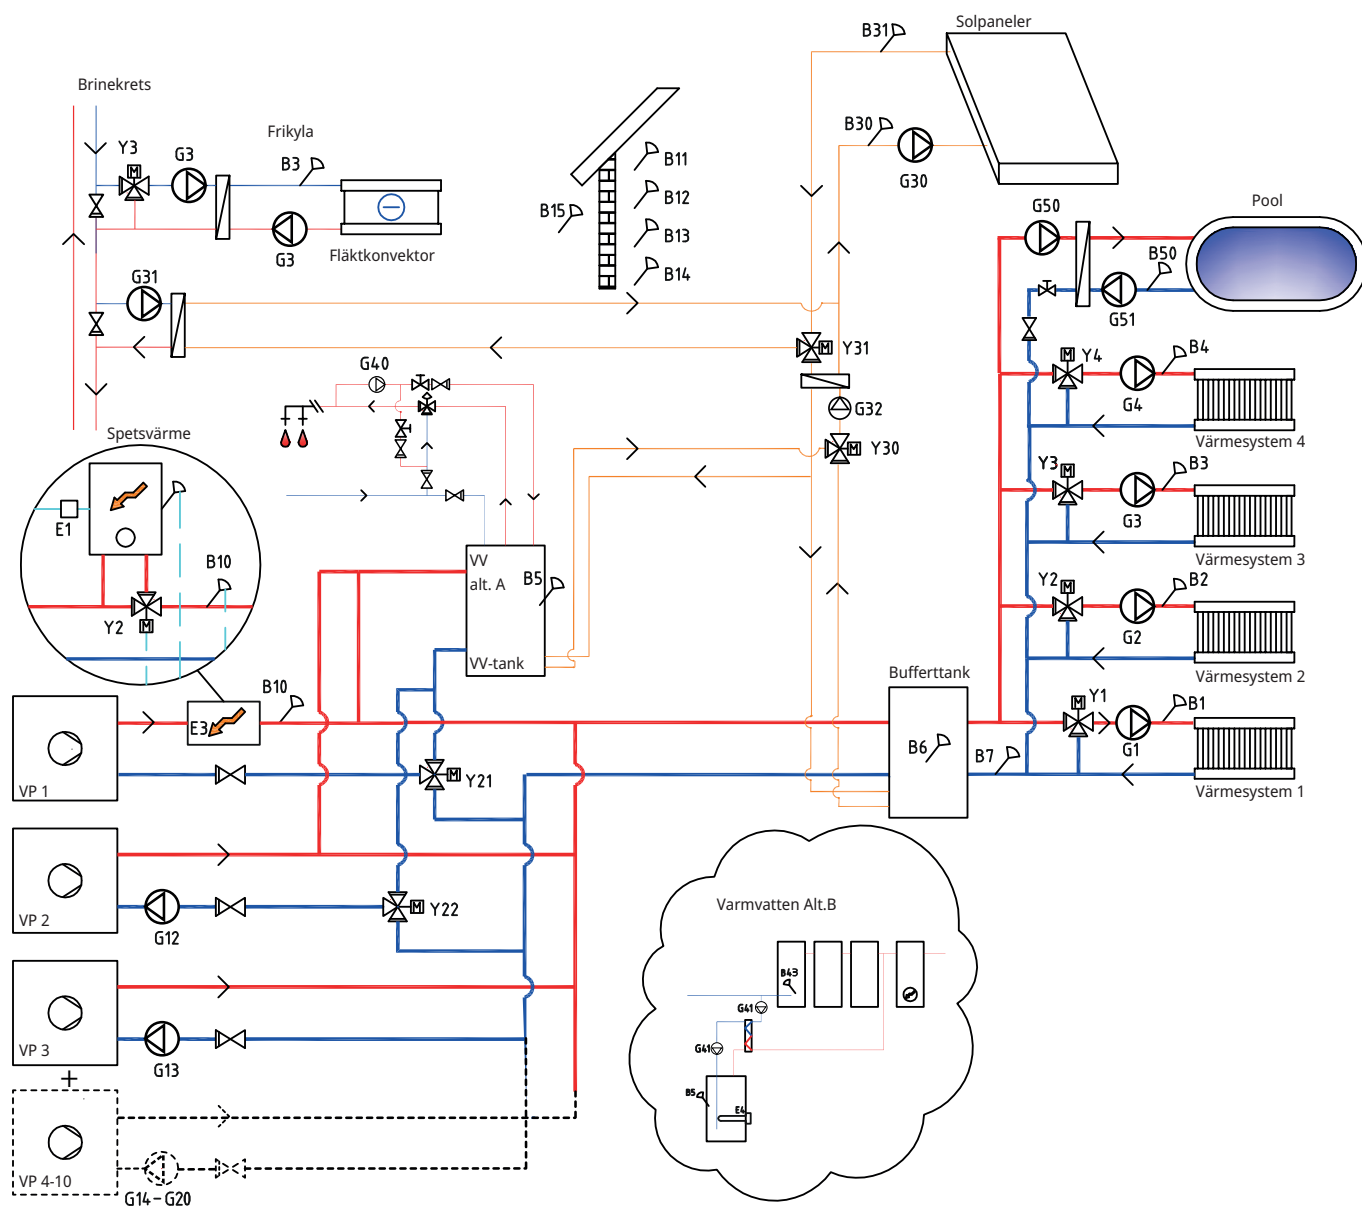 Solpaneler
B31
Brinekrets
B30
Frikyla
Y3
G3
B3
B11
G30
B12
B15
G50
Pool
B13
G3
Fläktkonvektor
B50
B14
G31
G51
M
Y31
M
Y4
B4
G40
G32
G4
Värmesystem 4
Spetsvärme
M
Y30
Y3
M
B3
E1
G3
VV
B10
alt. A
B5
Värmesystem 3
Y2
M
B2
Y2
M
G2
VV-tank
Bufferttank
Värmesystem 2
B10
Y1
M
B1
E3
B6
B7
G1
M
Y21
VP 1
Värmesystem 1
Varmvatten Alt.B
M
Y22
VP 2
G12
B43
G41
G41
VP 3
G13
+
B5
E4
VP 4-10
G14-G20
M
M